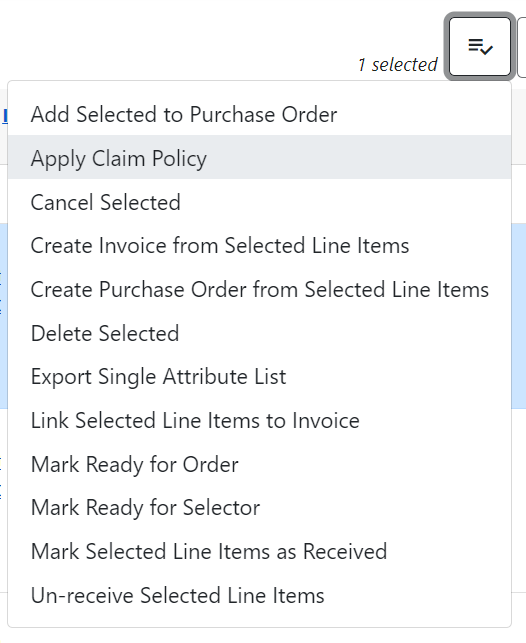 1 selected
Add Selected to Purchase Order
Apply Claim Policy
Cancel Selected
Create Invoice from Selected Line Items
Create Purchase Order from Selected Line Items
Delete Selected
Export Single Attribute List
Link Selected Line Items to Invoice
Mark Ready for Order
Mark Ready for Selector
Mark Selected Line Items as Received
Un-receive Selected Line Items